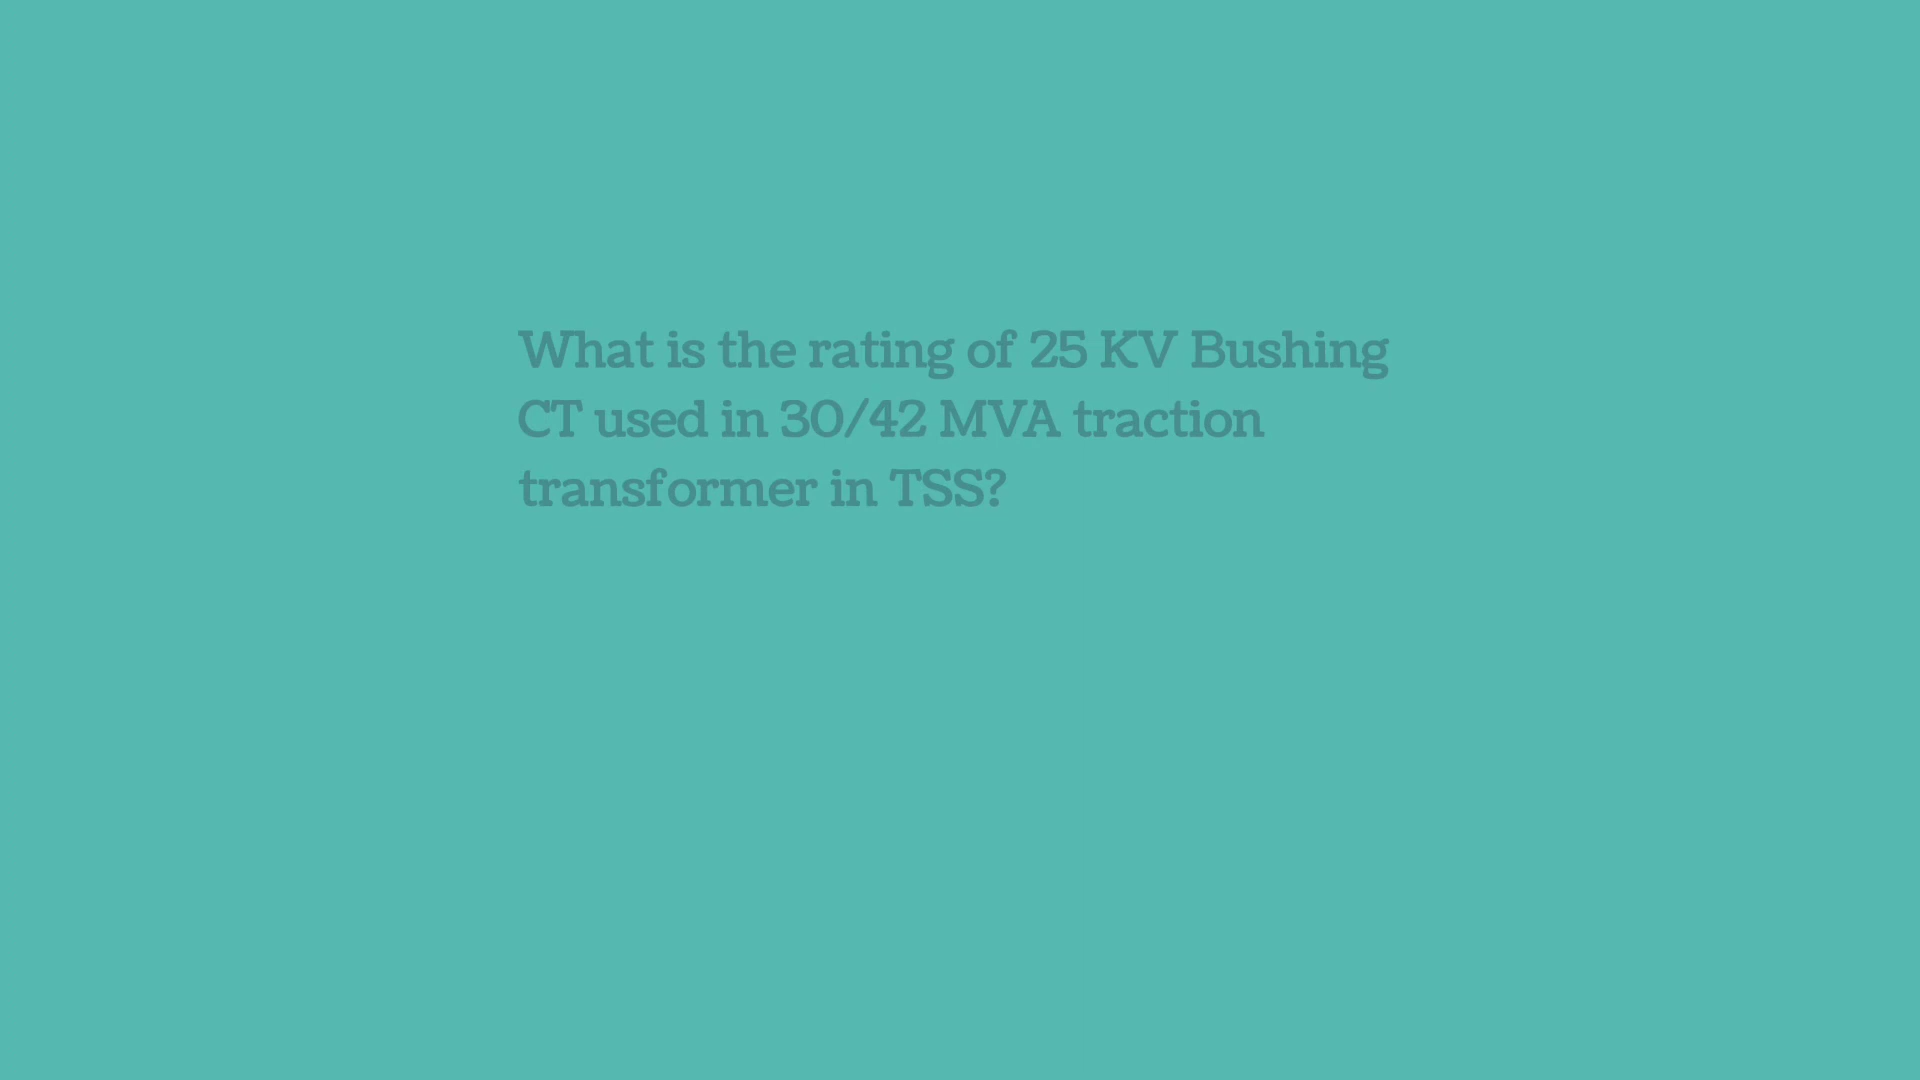 What is the rating of 25 KV Bushing
CT used in 30/42 MVA traction
transformer in TSS?